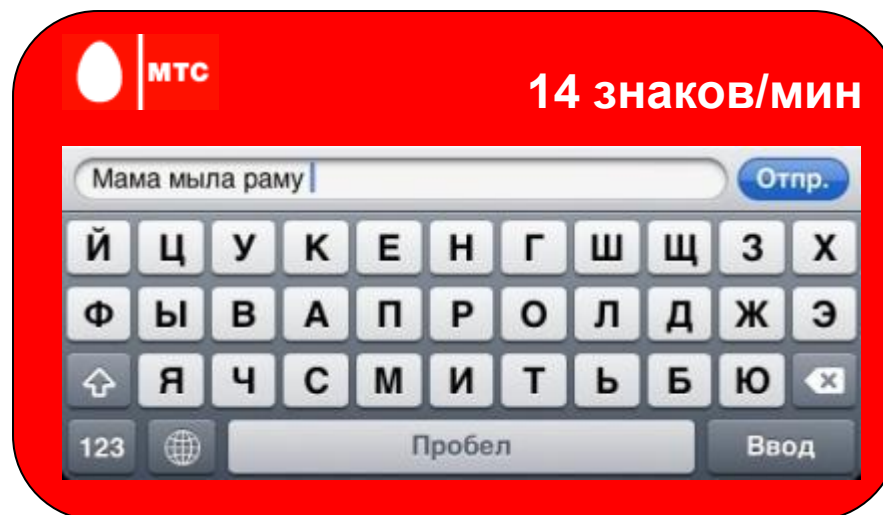 мтс
14 знаков/мин
Мама мыла раму
Отпр.
Й Ц У К Е Н Г Ш Щ З Х
Ф Ы В А П Р О Л Д Ж Э
Я Ч С М И Т Ь Б Ю
123 Пробел Ввод